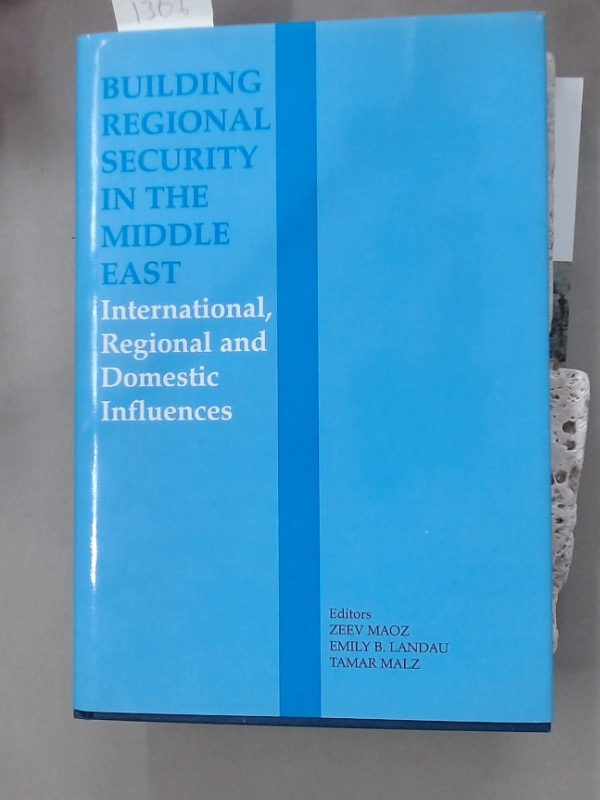 BUILDING
REGIONAL
SECURITY
IN THE
MIDDLE
EAST
International,
Regional and
Domestic
Influences
Editors
ZEEV MAOZ
EMILY B. LANDAU
TAMAR MALZ